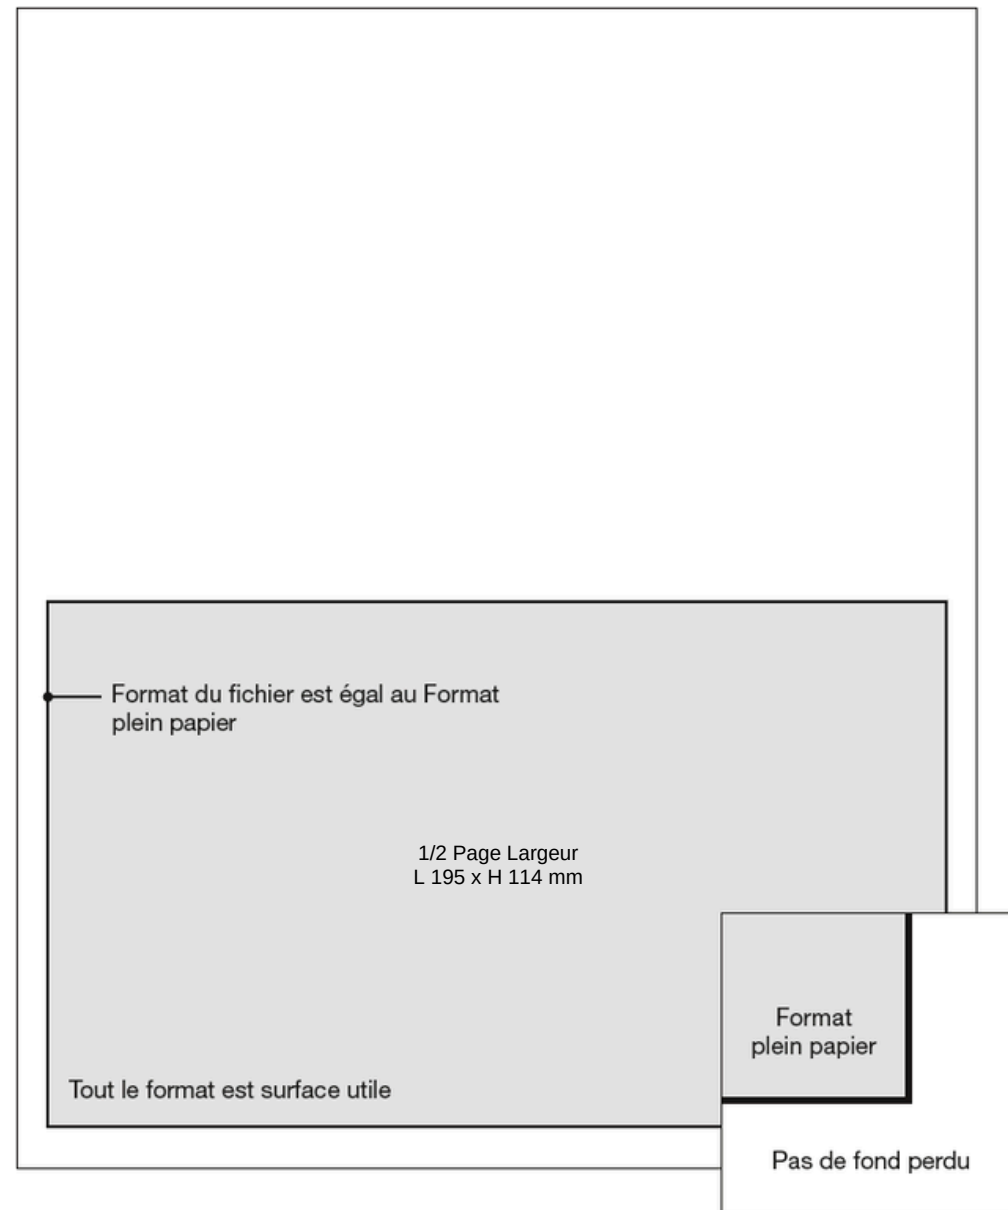 Format du fichier est égal au Format
plein papier
1/2 Page Largeur
L 195 x H 114 mm
Format
plein papier
Tout le format est surface utile
Pas de fond perdu